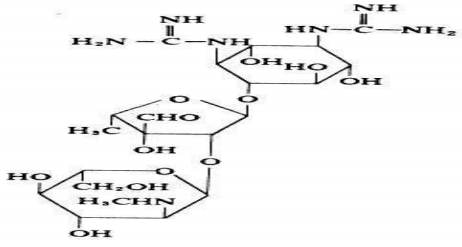 NH
NH
HN—C—NH₂
H₂N—C—NH
OH HO
OH
O
O
CHO
H₃C
OH
O
HO
O
CH₂OH
H₃CHN
OH